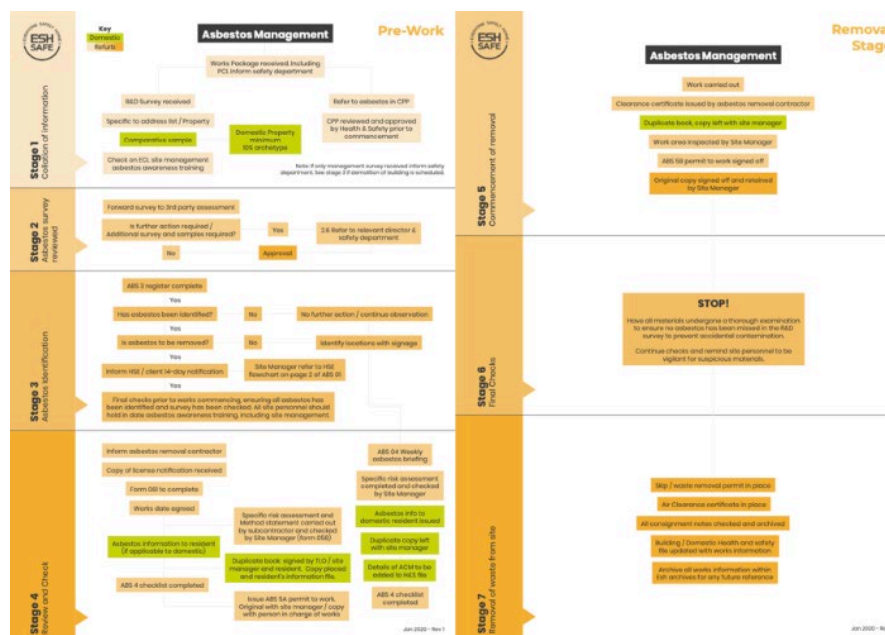 ESH
SAFE
Key
Domestic
Refurb
Asbestos Management
Pre-Work
Works Package received. Including
PCI. Inform safety department
R&D Survey received
Refer to asbestos in CPP
Specific to address list / Property
CPP reviewed and approved
by Health & Safety prior to
commencement
Comparative sample
Domestic Property
minimum
10% archetype
Check on ECL site management
asbestos awareness training
Note: If only management survey received inform safety
department. See stage 3 if demolition of building is scheduled.
Stage 1
Collation of information
Forward survey to 3rd party assessment
Is further action required /
Additional survey and samples required?
Yes
2.6 Refer to relevant director &
safety department
No
Approval
Stage 2
Asbestos survey
reviewed
ABS 3 register complete
Yes
Has asbestos been identified?
No
No further action / continue observation
Yes
Is asbestos to be removed?
No
Identify locations with signage
Yes
Inform HSE / client 14-day notification
Site Manager refer to HSE
flowchart on page 2 of ABS 01
Yes
Final checks prior to works commencing, ensuring all asbestos has
been identified and survey has been checked. All site personnel should
hold in date asbestos awareness training, including site management.
Stage 3
Asbestos Identification
Inform asbestos removal contractor
Copy of license notification received
Form 081 to complete
Works date agreed
Asbestos information to resident
(if applicable to domestic)
ABS 4 checklist completed
Specific risk assessment and
Method statement carried out
by subcontractor and checked
by Site Manager (form 058)
Duplicate book: signed by TLO / site
manager and resident. Copy placed
and resident's information file.
Issue ABS 5A permit to work.
Original with site manager / copy
with person in charge of works
ABS 04 Weekly
asbestos briefing
Specific risk assessment
completed and checked
by Site Manager
Asbestos info to
domestic resident issued
Duplicate copy left
with site manager
Details of ACM to
be added to H&S file
ABS 4 checklist
completed
Stage 4
Review and Check
Jan 2020 - Rev 1
ESH
SAFE
Asbestos Management
Removal
Stage
Work carried out
Clearance certificate issued by asbestos removal contractor
Duplicate book, copy left with site manager
Work area inspected by Site Manager
ABS 5B permit to work signed off
Original copy signed off and retained
by Site Manager
Stage 5
Commencement of removal
STOP!
Have all materials undergone a thorough examination
to ensure no asbestos has been missed in the R&D
survey to prevent accidental contamination.
Continue checks and remind site personnel to be
vigilant for suspicious materials.
Stage 6
Final Checks
Skip / waste removal permit in place
Air Clearance certificate in place
All consignment notes checked and archived
Building / Domestic Health and safety
file updated with works information
Archive all works information within
Esh archives for any future reference
Stage 7
Removal of waste from site
Jan 2020 - Rev